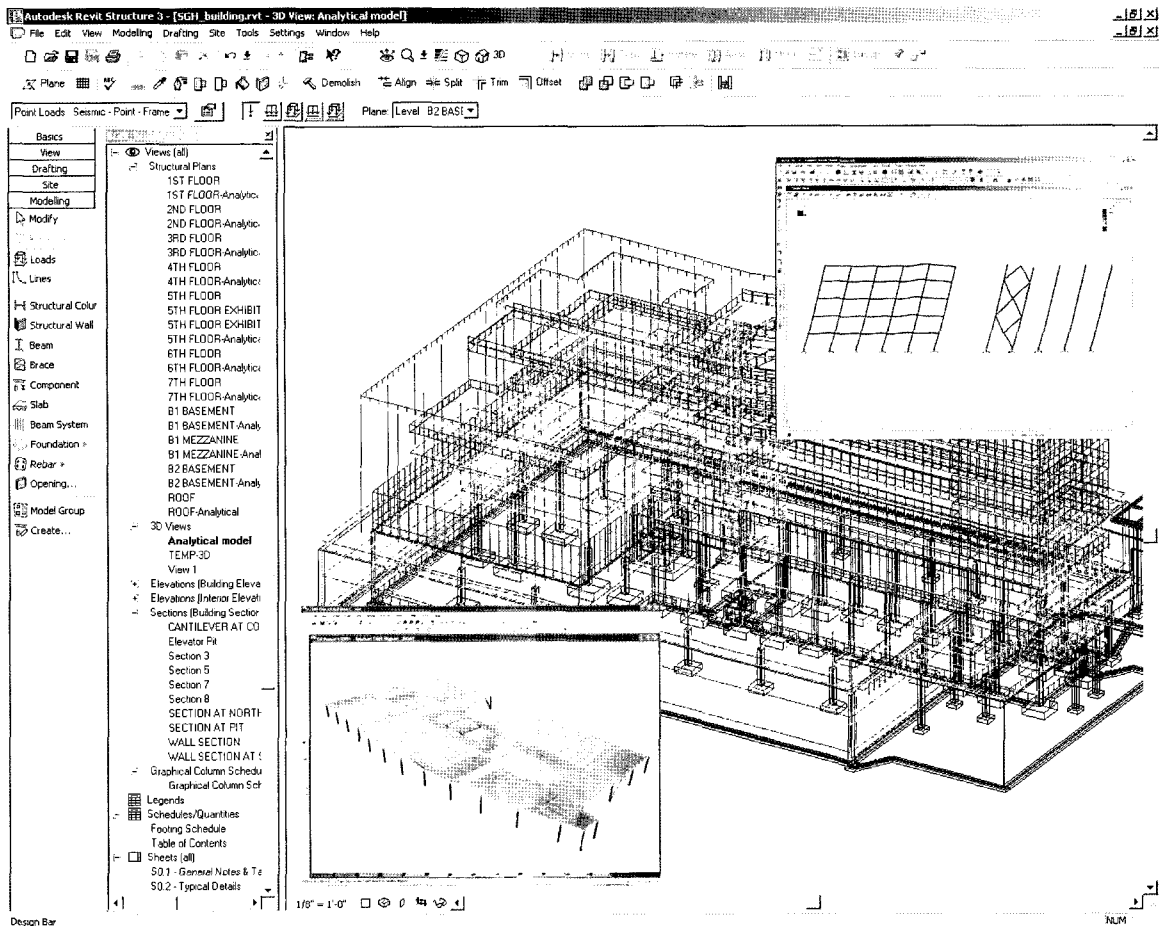 Autodesk Revit Structure 3 - [SGH_building.rvt - 3D View: Analytical model]
File Edit View Modelling Drafting Site Tools Settings Window Help
3D
Plane Demolish Align Split Trim Offset
Point Loads Seismic - Point - Frame Plane: Level B2 BASI
Basics
View
Drafting
Site
Modelling
Modify
Loads
Lines
Structural Colur
Structural Wall
Beam
Brace
Component
Slab
Beam System
Foundation »
Rebar »
Opening...
Model Group
Create...
Views (all)
Structural Plans
1ST FLOOR
1ST FLOOR-Analytic
2ND FLOOR
2ND FLOOR-Analytic
3RD FLOOR
3RD FLOOR-Analytic
4TH FLOOR
4TH FLOOR-Analytic
5TH FLOOR
5TH FLOOR EXHIBIT
5TH FLOOR EXHIBIT
5TH FLOOR-Analytica
6TH FLOOR
6TH FLOOR-Analytica
7TH FLOOR
7TH FLOOR-Analytica
B1 BASEMENT
B1 BASEMENT-Analy
B1 MEZZANINE
B1 MEZZANINE-Anal
B2 BASEMENT
B2 BASEMENT-Analy
ROOF
ROOF-Analytical
3D Views
Analytical model
TEMP-3D
View 1
Elevations (Building Eleva
Elevations (Interior Elevati
Sections (Building Section
CANTILEVER AT CO
Elevator Pit
Section 3
Section 5
Section 7
Section 8
SECTION AT NORTH
SECTION AT PIT
WALL SECTION
WALL SECTION AT S
Graphical Column Schedu
Graphical Column Sch
Legends
Schedules/Quantities
Footing Schedule
Table of Contents
Sheets (all)
S0.1 - General Notes & Ta
S0.2 - Typical Details
1/8" = 1'-0"
Design Bar NUM